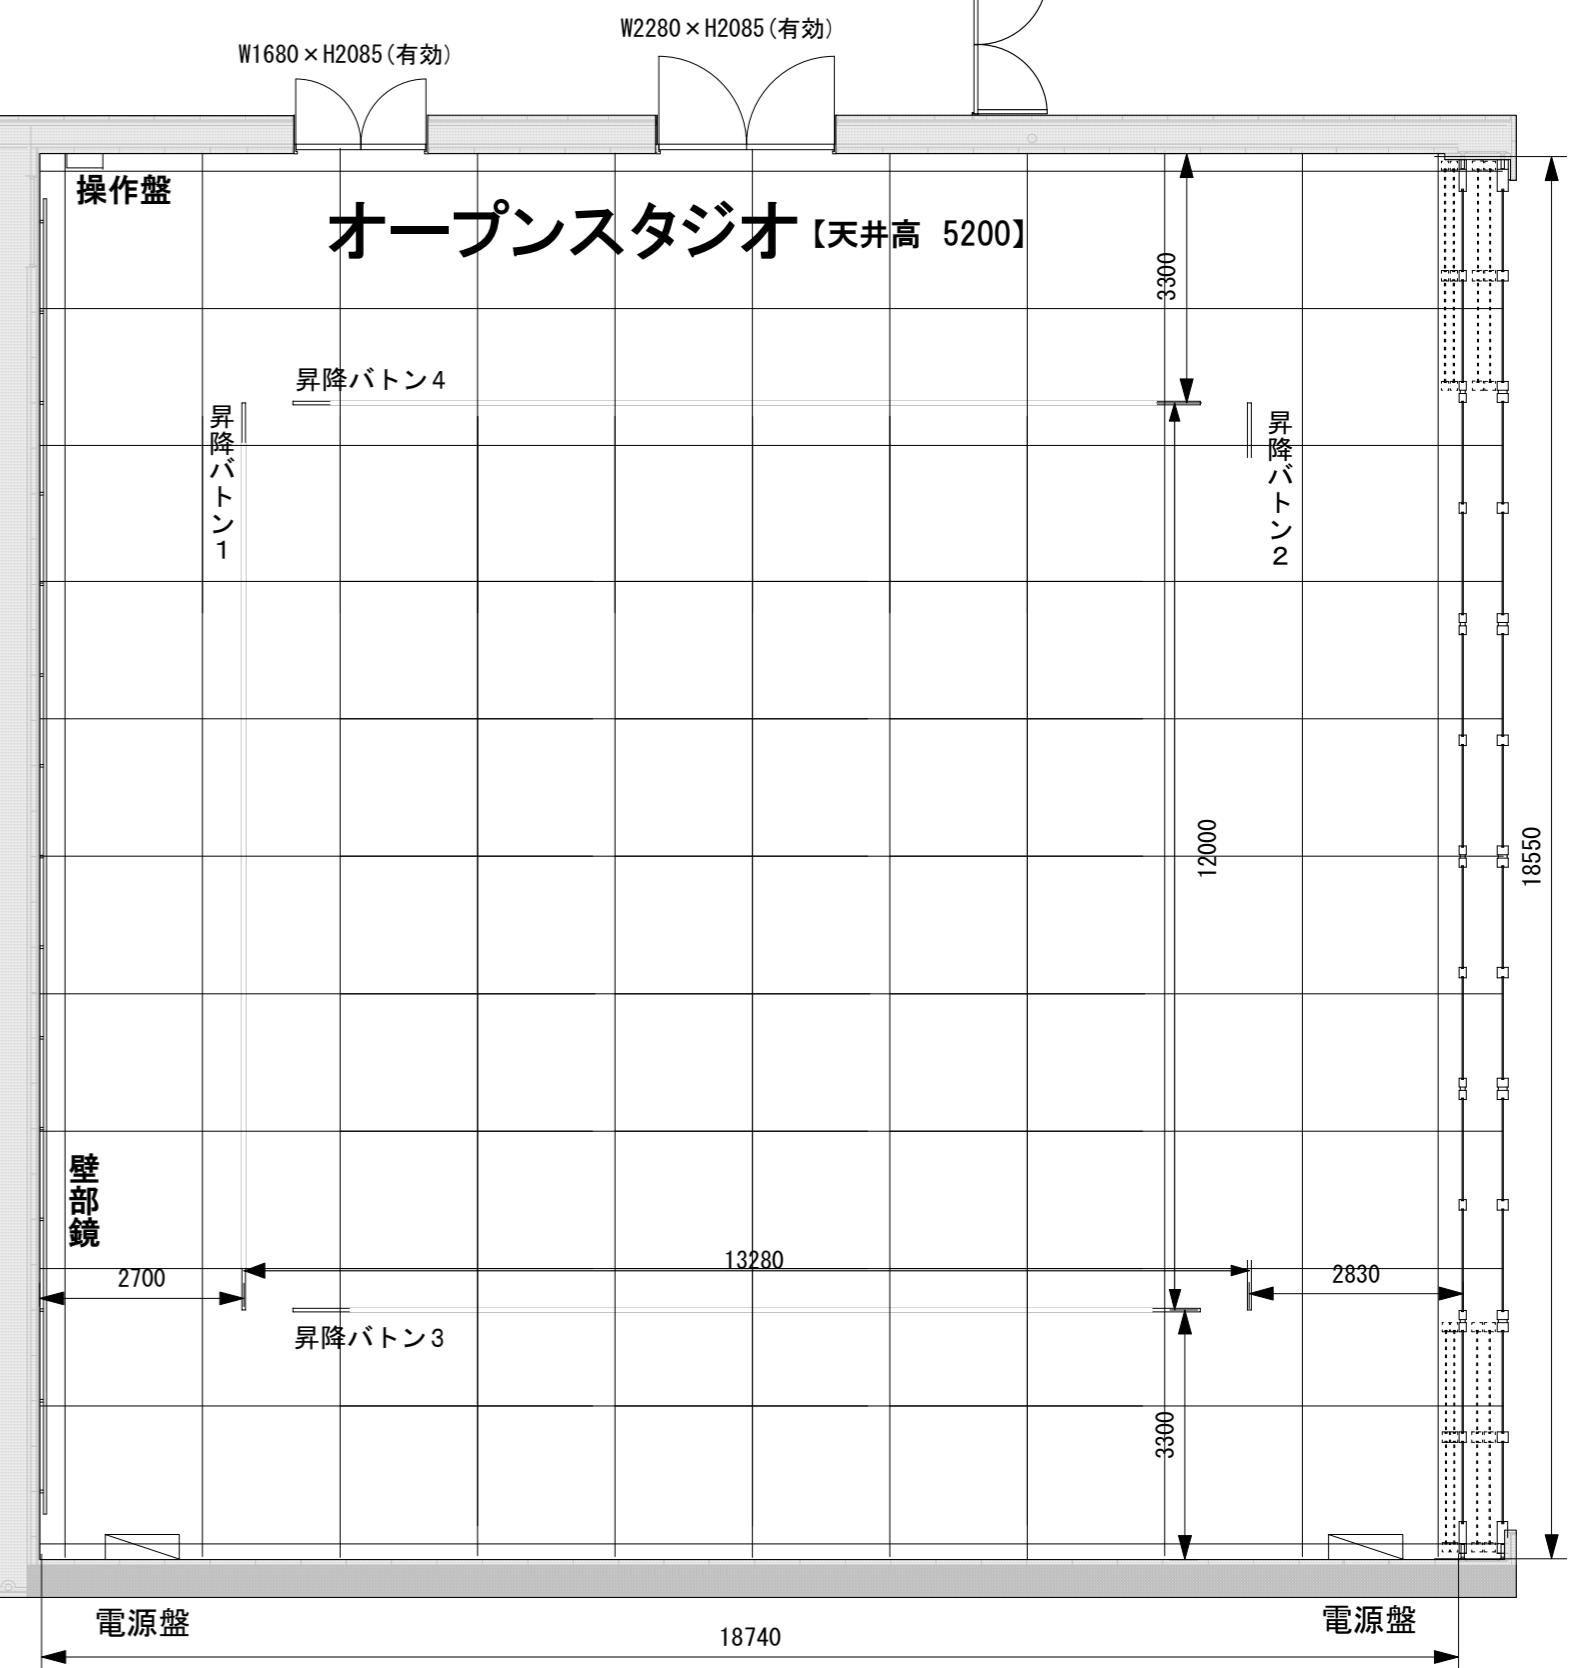 W2280×H2085(有効)
W1680×H2085(有効)
操作盤
オープンスタジオ【天井高 5200】
3300
昇降バトン4
昇降バトン1
昇降バトン2
12000
18550
壁部鏡
13280
2700
2830
昇降バトン3
3300
電源盤
電源盤
18740